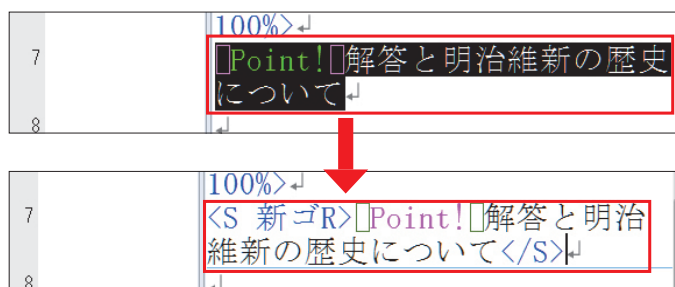 100%>↵
7 □Point!□解答と明治維新の歴史
について↵
8 ↵
100%>↵
7 <S 新ゴR>□Point!□解答と明治
維新の歴史について</S>↵
8 ↵